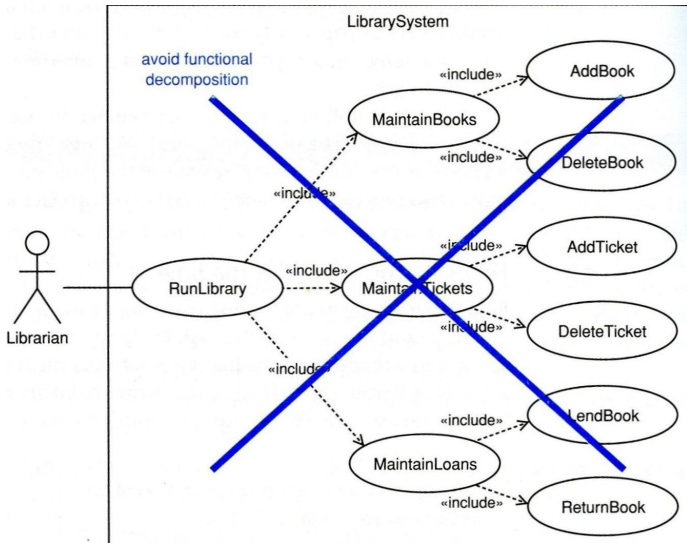 LibrarySystem
avoid functional
decomposition
«include»
AddBook
MaintainBooks
«include»
DeleteBook
«include»
«include»
AddTicket
«include»
RunLibrary
MaintainTickets
Librarian
«include»
DeleteTicket
«include»
«include»
LendBook
MaintainLoans
«include»
ReturnBook